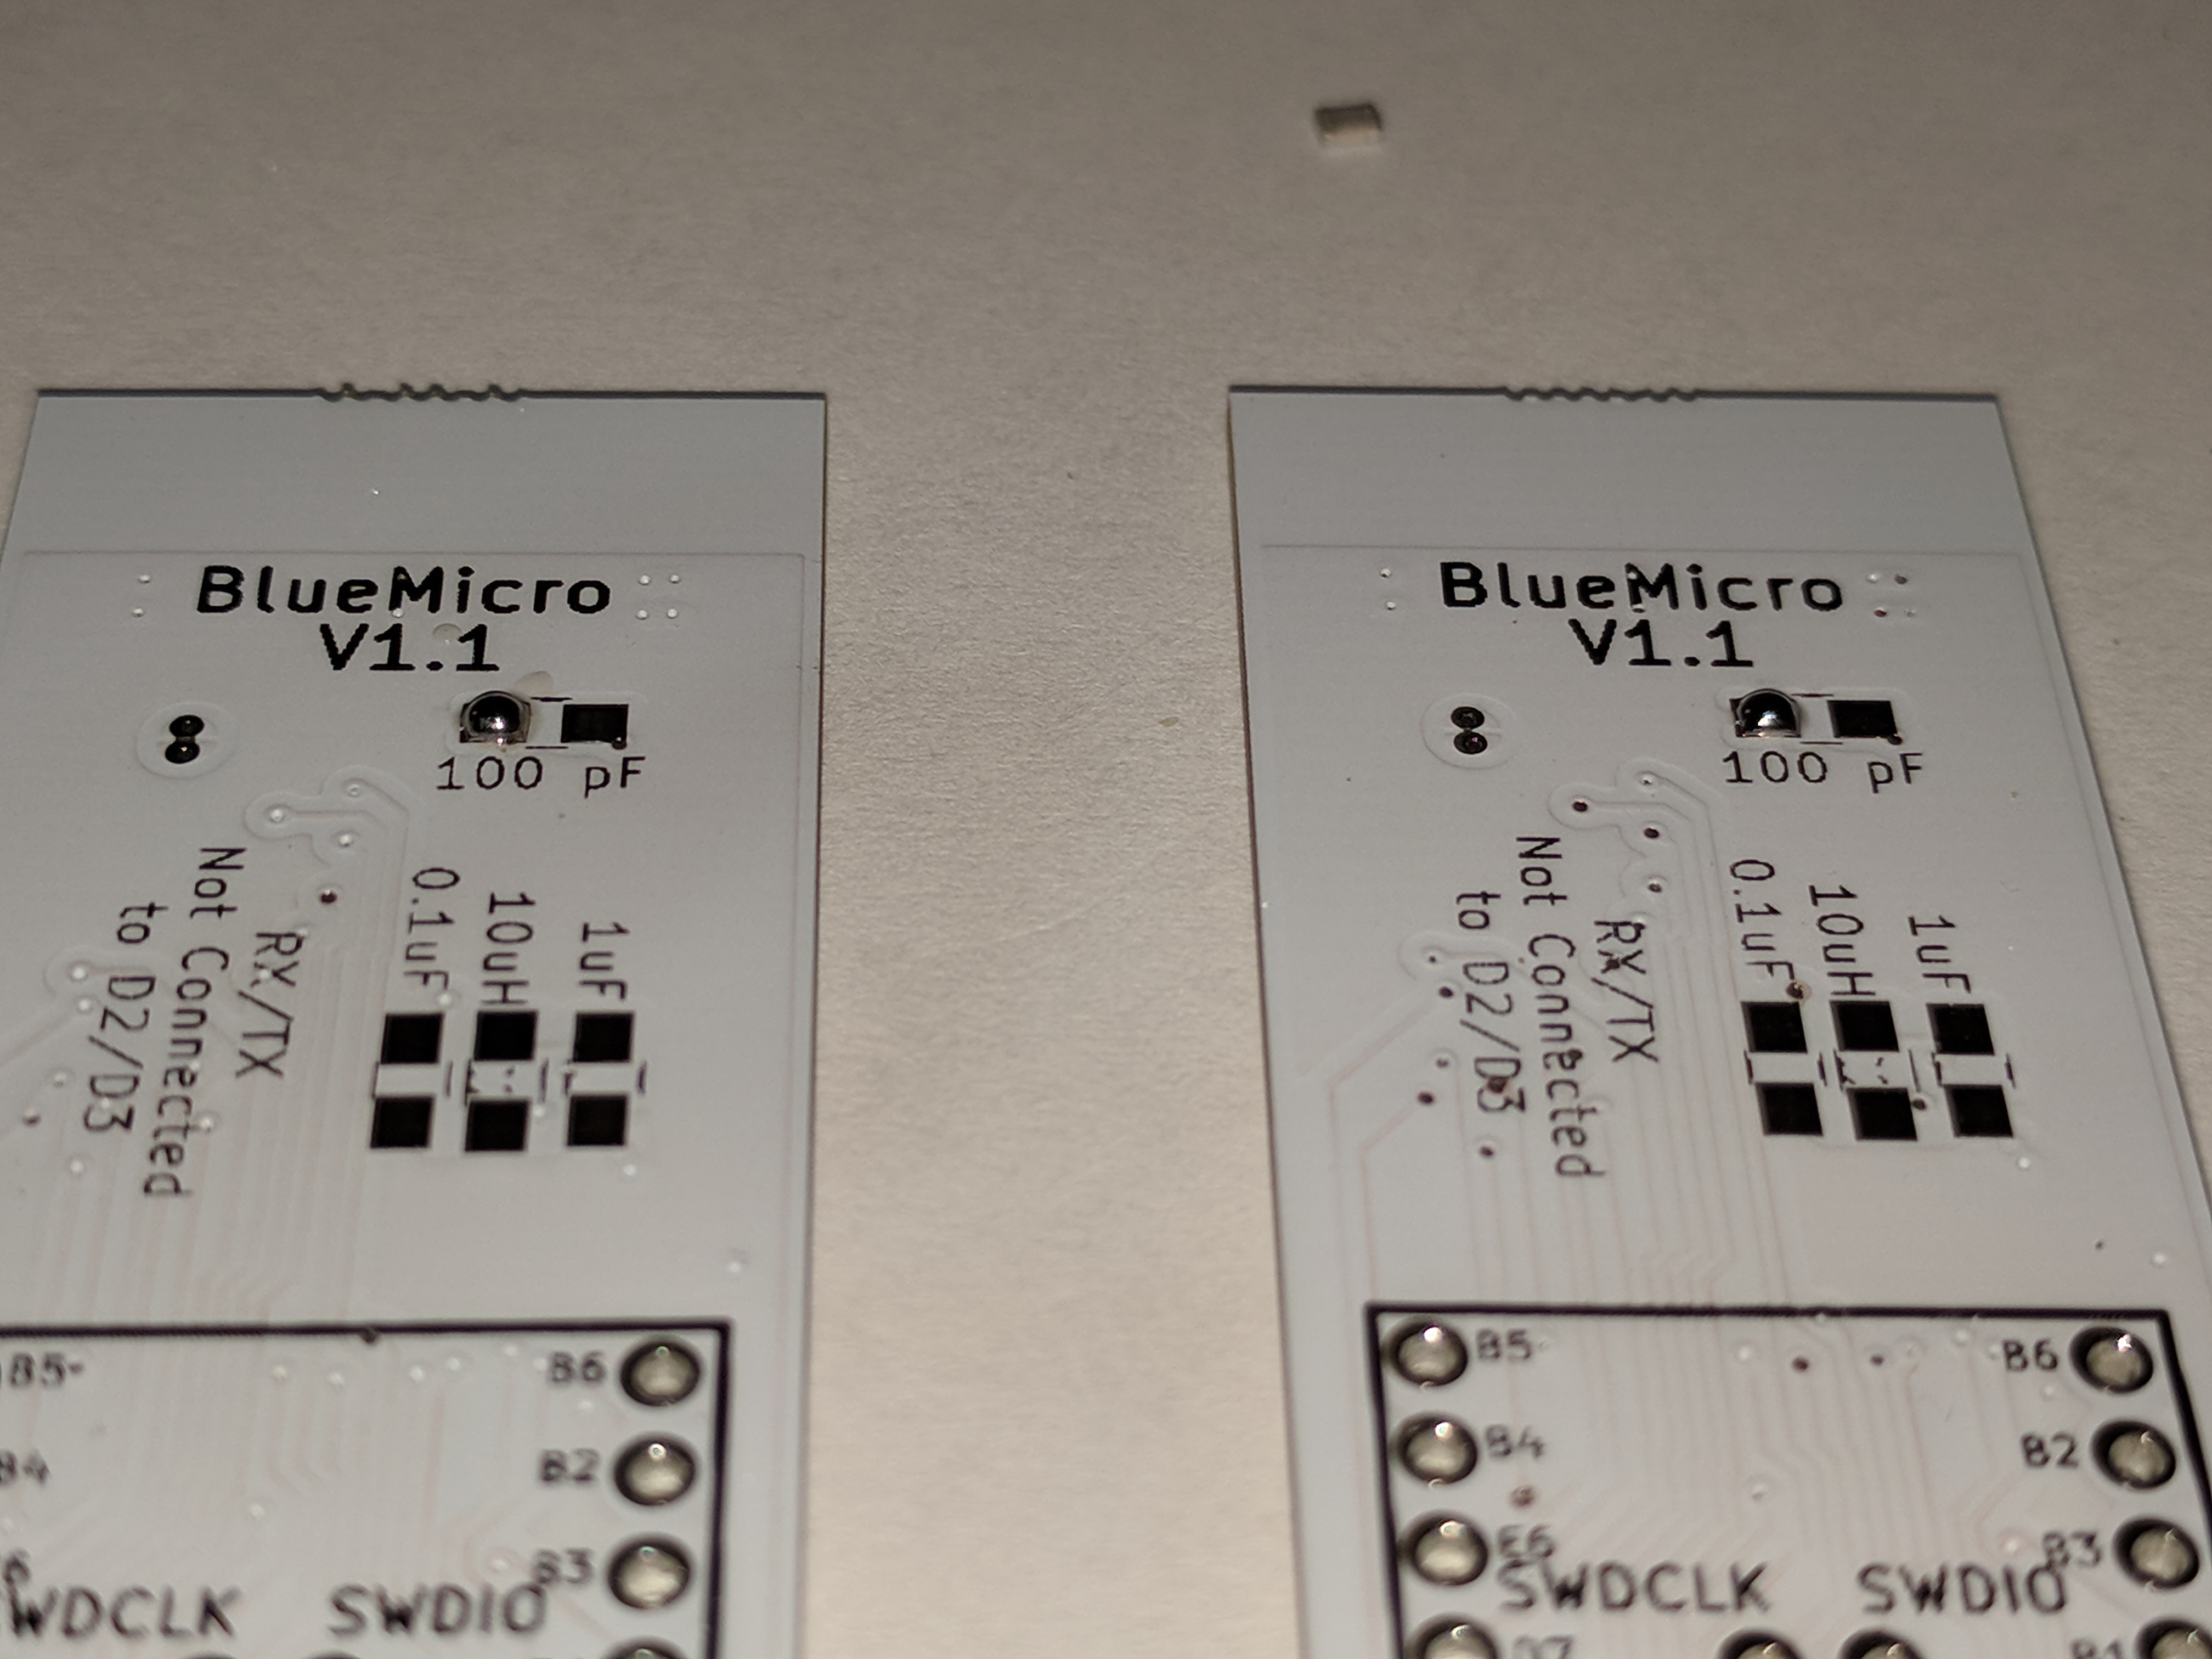 BlueMicro
V1.1
100 pF
0.1uF
10uH
1uF
RX/TX
Not Connected
to D2/D3
B5
B6
B4
B2
B3
SWDIO
BlueMicro
V1.1
100 pF
0.1uF
10uH
1uF
RX/TX
Not Connected
to D2/D3
B5
B6
B4
B2
E6
B3
SWDCLK
SWDIO